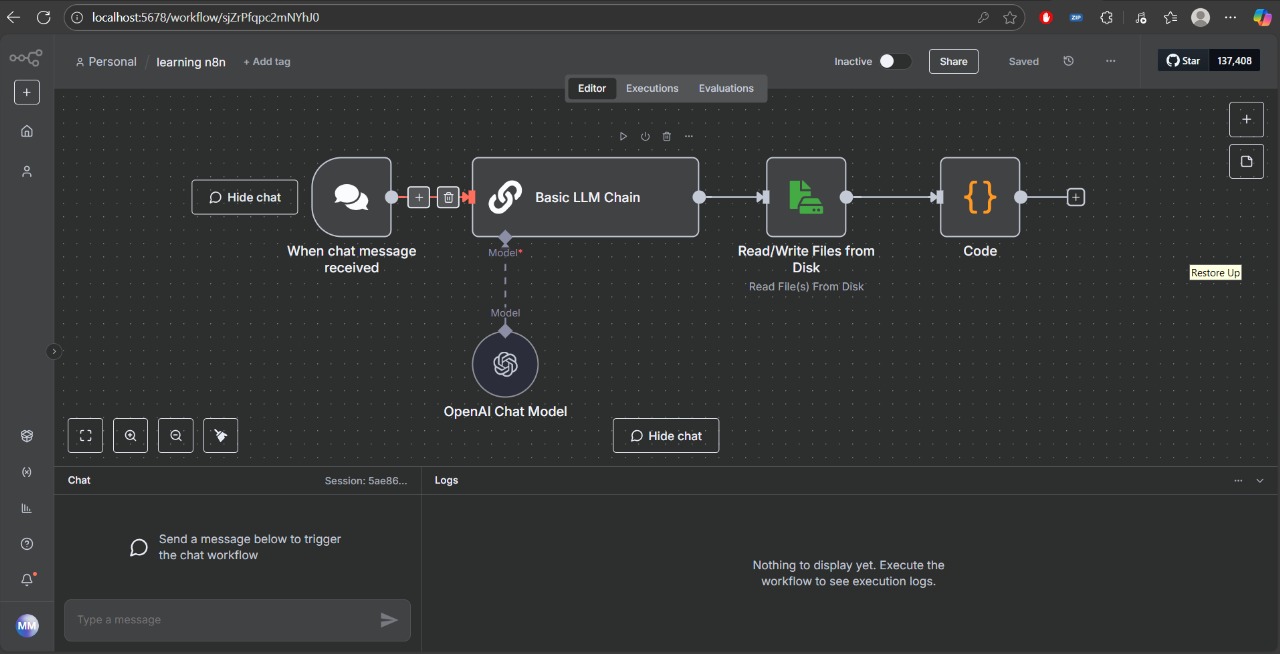 localhost:5678/workflow/sjZrPfqpc2mNYhJ0
ZIP
Personal / learning n8n + Add tag
Inactive
Share
Saved
Star 137,408
Editor Executions Evaluations
Hide chat
Basic LLM Chain
When chat message
received
Model*
Model
OpenAI Chat Model
Read/Write Files from
Disk
Read File(s) From Disk
{}
Code
Restore Up
Hide chat
Chat
Session: 5ae86...
Logs
Send a message below to trigger
the chat workflow
Nothing to display yet. Execute the
workflow to see execution logs.
Type a message
MM